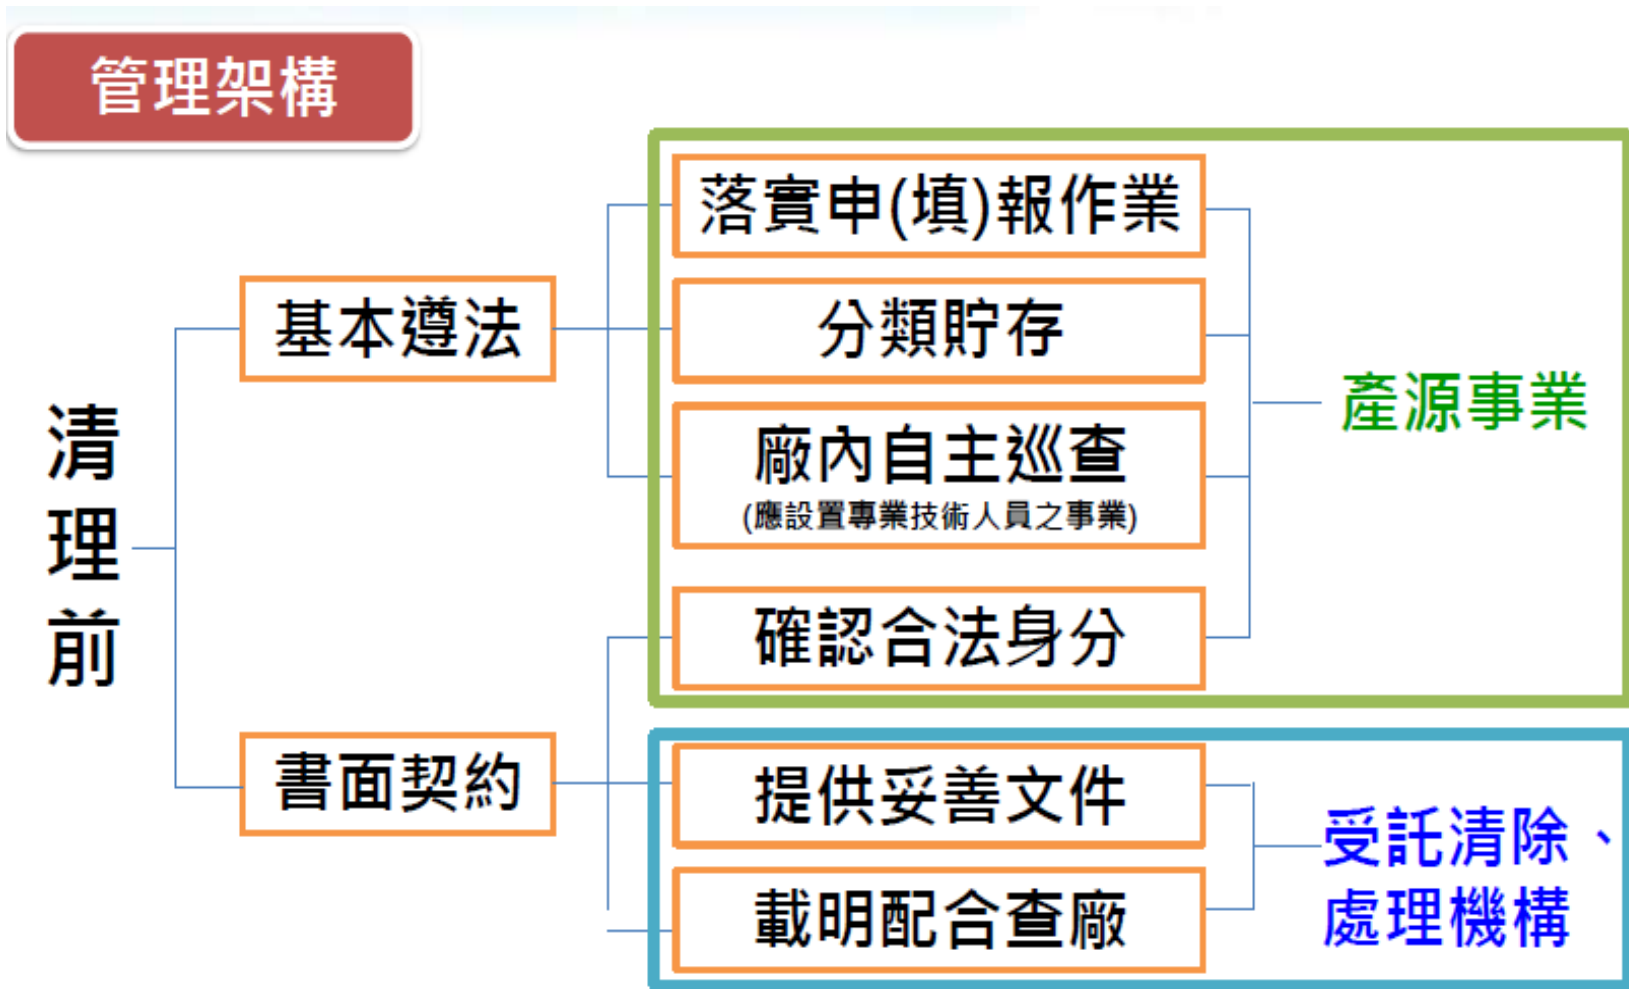 管理架構
清理前
基本遵法
落實申(填)報作業
分類貯存
廠內自主巡查
(應設置專業技術人員之事業)
書面契約
確認合法身分
提供妥善文件
載明配合查廠
產源事業
受託清除、
處理機構